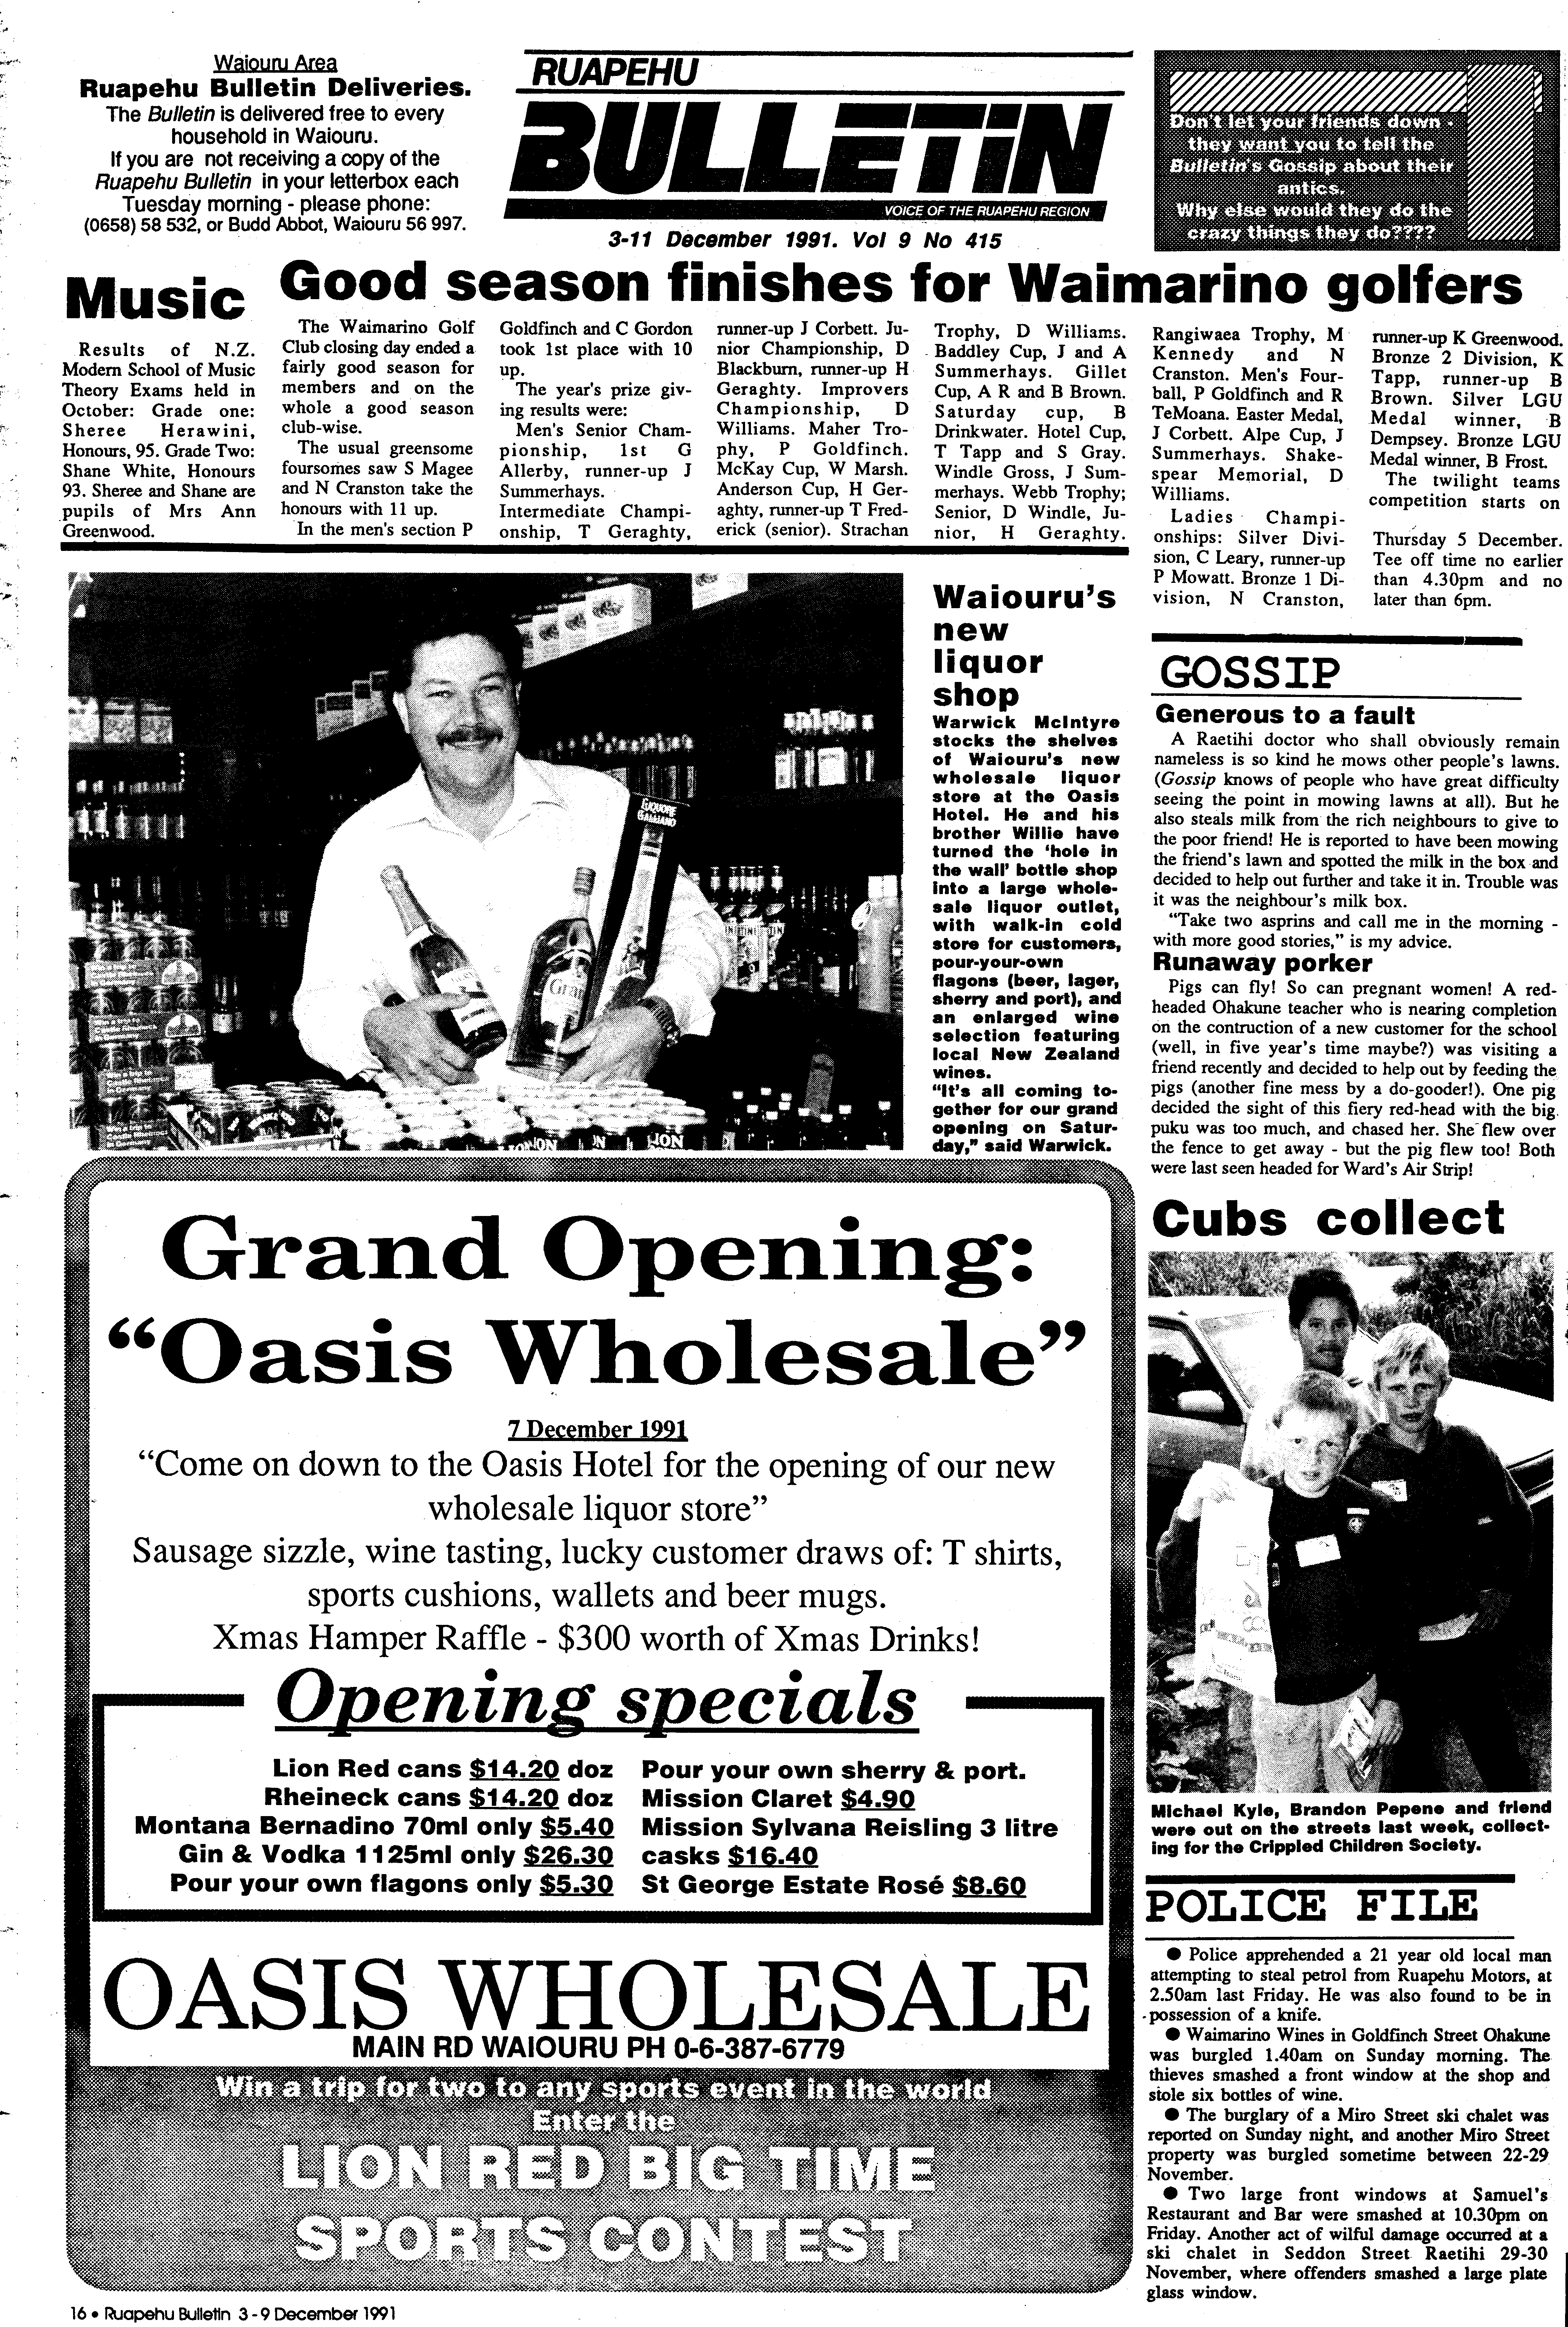 Waiouru Area
Ruapehu Bulletin Deliveries.
The Bulletin is delivered free to every
household in Waiouru.
If you are not receiving a copy of the
Ruapehu Bulletin in your letterbox each
Tuesday morning - please phone:
(0658) 58 532, or Budd Abbot, Waiouru 56 997.
RUAPEHU
BULLETiN
VOICE OF THE RUAPEHU REGION
3-11 December 1991. Vol 9 No 415
Don't let your friends down -
they want you to tell the
Bulletin's Gossip about their
antics.
Why else would they do the
crazy things they do????
Music
Results of N.Z.
Modern School of Music
Theory Exams held in
October: Grade one:
Sheree Herawini,
Honours, 95. Grade Two:
Shane White, Honours
93. Sheree and Shane are
pupils of Mrs Ann
Greenwood.
Good season finishes for Waimarino golfers
The Waimarino Golf
Club closing day ended a
fairly good season for
members and on the
whole a good season
club-wise.
The usual greensome
foursomes saw S Magee
and N Cranston take the
honours with 11 up.
In the men's section P
Goldfinch and C Gordon
took 1st place with 10
up.
The year's prize giv-
ing results were:
Men's Senior Cham-
pionship, 1st G
Allerby, runner-up J
Summerhays.
Intermediate Champi-
onship, T Geraghty,
runner-up J Corbett. Ju-
nior Championship, D
Blackburn, runner-up H
Geraghty. Improvers
Championship, D
Williams. Maher Tro-
phy, P Goldfinch.
McKay Cup, W Marsh.
Anderson Cup, H Ger-
aghty, runner-up T Fred-
erick (senior). Strachan
Trophy, D Williams.
Baddley Cup, J and A
Summerhays. Gillet
Cup, A R and B Brown.
Saturday cup, B
Drinkwater. Hotel Cup,
T Tapp and S Gray.
Windle Gross, J Sum-
merhays. Webb Trophy;
Senior, D Windle, Ju-
nior, H Geraghty.
Rangiwaea Trophy, M
Kennedy and N
Cranston. Men's Four-
ball, P Goldfinch and R
TeMoana. Easter Medal,
J Corbett. Alpe Cup, J
Summerhays. Shake-
spear Memorial, D
Williams.
Ladies Champi-
onships: Silver Divi-
sion, C Leary, runner-up
P Mowatt. Bronze 1 Di-
vision, N Cranston,
runner-up K Greenwood.
Bronze 2 Division, K
Tapp, runner-up B
Brown. Silver LGU
Medal winner, B
Dempsey. Bronze LGU
Medal winner, B Frost.
The twilight teams
competition starts on
Thursday 5 December.
Tee off time no earlier
than 4.30pm and no
later than 6pm.
LIQUORE
GALLIANO
Waiouru's
new
liquor
shop
Warwick McIntyre
stocks the shelves
of Waiouru's new
wholesale liquor
store at the Oasis
Hotel. He and his
brother Willie have
turned the 'hole in
the wall' bottle shop
into a large whole-
sale liquor outlet,
with walk-in cold
store for customers,
pour-your-own
flagons (beer, lager,
sherry and port), and
an enlarged wine
selection featuring
local New Zealand
wines.
"It's all coming to-
gether for our grand
opening on Satur-
day," said Warwick.
GOSSIP
Generous to a fault
A Raetihi doctor who shall obviously remain
nameless is so kind he mows other people's lawns.
(Gossip knows of people who have great difficulty
seeing the point in mowing lawns at all). But he
also steals milk from the rich neighbours to give to
the poor friend! He is reported to have been mowing
the friend's lawn and spotted the milk in the box and
decided to help out further and take it in. Trouble was
it was the neighbour's milk box.
"Take two asprins and call me in the morning -
with more good stories," is my advice.
Runaway porker
Pigs can fly! So can pregnant women! A red-
headed Ohakune teacher who is nearing completion
on the contruction of a new customer for the school
(well, in five year's time maybe?) was visiting a
friend recently and decided to help out by feeding the
pigs (another fine mess by a do-gooder!). One pig
decided the sight of this fiery red-head with the big
puku was too much, and chased her. She flew over
the fence to get away - but the pig flew too! Both
were last seen headed for Ward's Air Strip!
Cubs collect
Michael Kyle, Brandon Pepene and friend
were out on the streets last week, collect-
ing for the Crippled Children Society.
POLICE FILE
● Police apprehended a 21 year old local man
attempting to steal petrol from Ruapehu Motors, at
2.50am last Friday. He was also found to be in
possession of a knife.
● Waimarino Wines in Goldfinch Street Ohakune
was burgled 1.40am on Sunday morning. The
thieves smashed a front window at the shop and
stole six bottles of wine.
● The burglary of a Miro Street ski chalet was
reported on Sunday night, and another Miro Street
property was burgled sometime between 22-29
November.
● Two large front windows at Samuel's
Restaurant and Bar were smashed at 10.30pm on
Friday. Another act of wilful damage occurred at a
ski chalet in Seddon Street Raetihi 29-30
November, where offenders smashed a large plate
glass window.
Grand Opening:
"Oasis Wholesale"
7 December 1991
"Come on down to the Oasis Hotel for the opening of our new
wholesale liquor store"
Sausage sizzle, wine tasting, lucky customer draws of: T shirts,
sports cushions, wallets and beer mugs.
Xmas Hamper Raffle - $300 worth of Xmas Drinks!
Opening specials
Lion Red cans $14.20 doz
Rheineck cans $14.20 doz
Montana Bernadino 70ml only $5.40
Gin & Vodka 1125ml only $26.30
Pour your own flagons only $5.30
Pour your own sherry & port.
Mission Claret $4.90
Mission Sylvana Reisling 3 litre
casks $16.40
St George Estate Rosé $8.60
OASIS WHOLESALE
MAIN RD WAIOURU PH 0-6-387-6779
Win a trip for two to any sports event in the world
Enter the
LION RED BIG TIME
SPORTS CONTEST
16 • Ruapehu Bulletin 3 - 9 December 1991